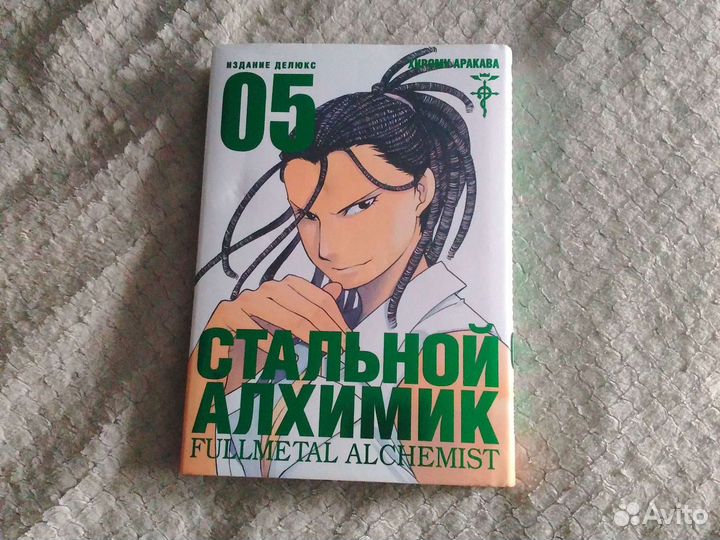 ИЗДАНИЕ ДЕЛЮКС
05
ХИРОМУ АРАКАВА
СТАЛЬНОЙ
АЛХИМИК
FULLMETAL ALCHEMIST
Avito